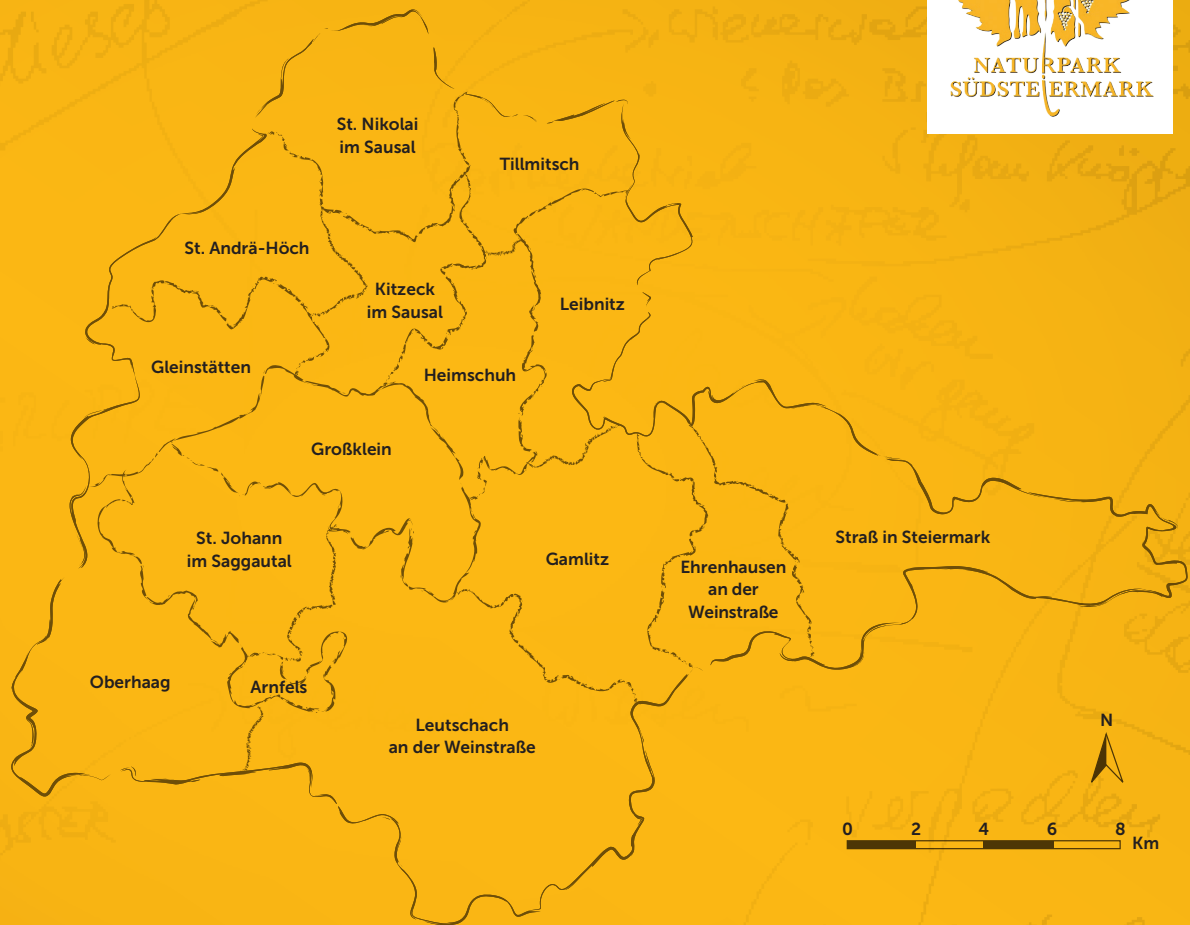 NATURPARK
SÜDSTEIERMARK
St. Nikolai
im Sausal
Tillmitsch
St. Andrä-Höch
Kitzeck
im Sausal
Leibnitz
Gleinstätten
Heimschuh
Großklein
St. Johann
im Saggautal
Gamlitz
Straß in Steiermark
Ehrenhausen
an der
Weinstraße
Oberhaag
Arnfels
Leutschach
an der Weinstraße
N
0 2 4 6 8
Km
diesen
verpachten